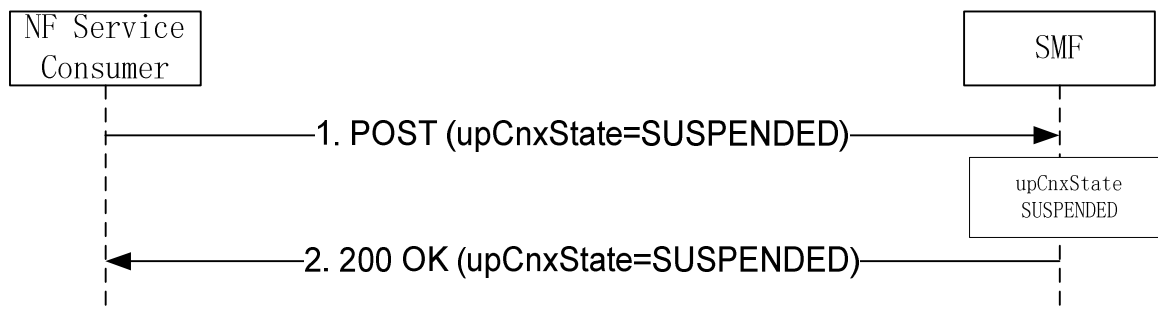 NF Service
Consumer
SMF
1. POST (upCnxState=SUSPENDED)
upCnxState
SUSPENDED
2. 200 OK (upCnxState=SUSPENDED)